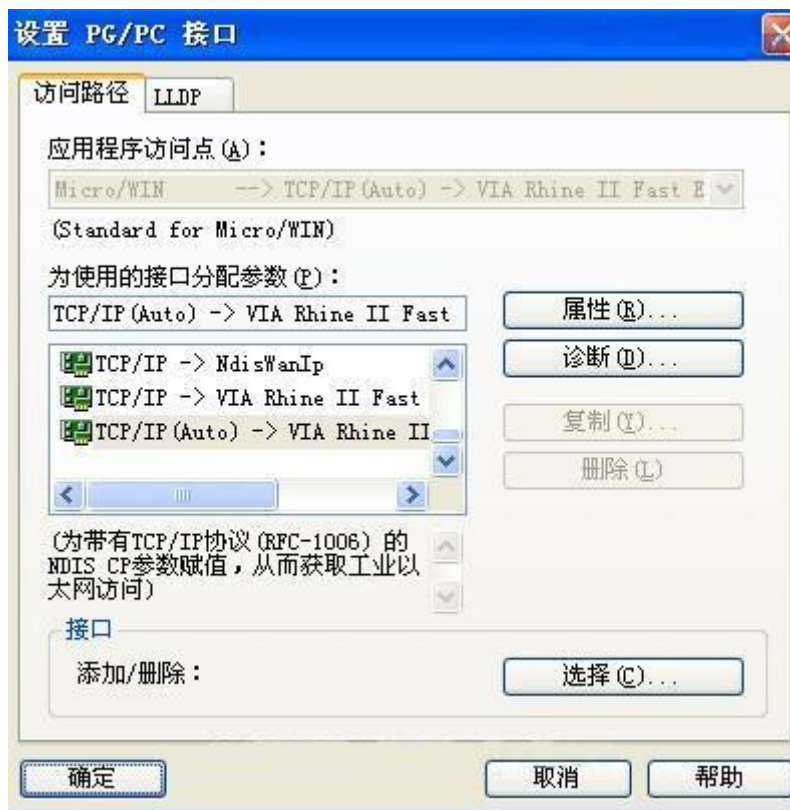 设置 PG/PC 接口
访问路径
LLDP
应用程序访问点(A)：
Micro/WIN --> TCP/IP(Auto) -> VIA Rhine II Fast E
(Standard for Micro/WIN)
为使用的接口分配参数(P)：
TCP/IP(Auto) -> VIA Rhine II Fast
属性(R)...
TCP/IP -> NdisWanIp
诊断(D)...
TCP/IP -> VIA Rhine II Fast
复制(Y)...
TCP/IP(Auto) -> VIA Rhine II
删除(L)
(为带有TCP/IP协议(RFC-1006) 的
NDIS CP参数赋值，从而获取工业以
太网访问)
接口
添加/删除：
选择(C)...
确定
取消
帮助